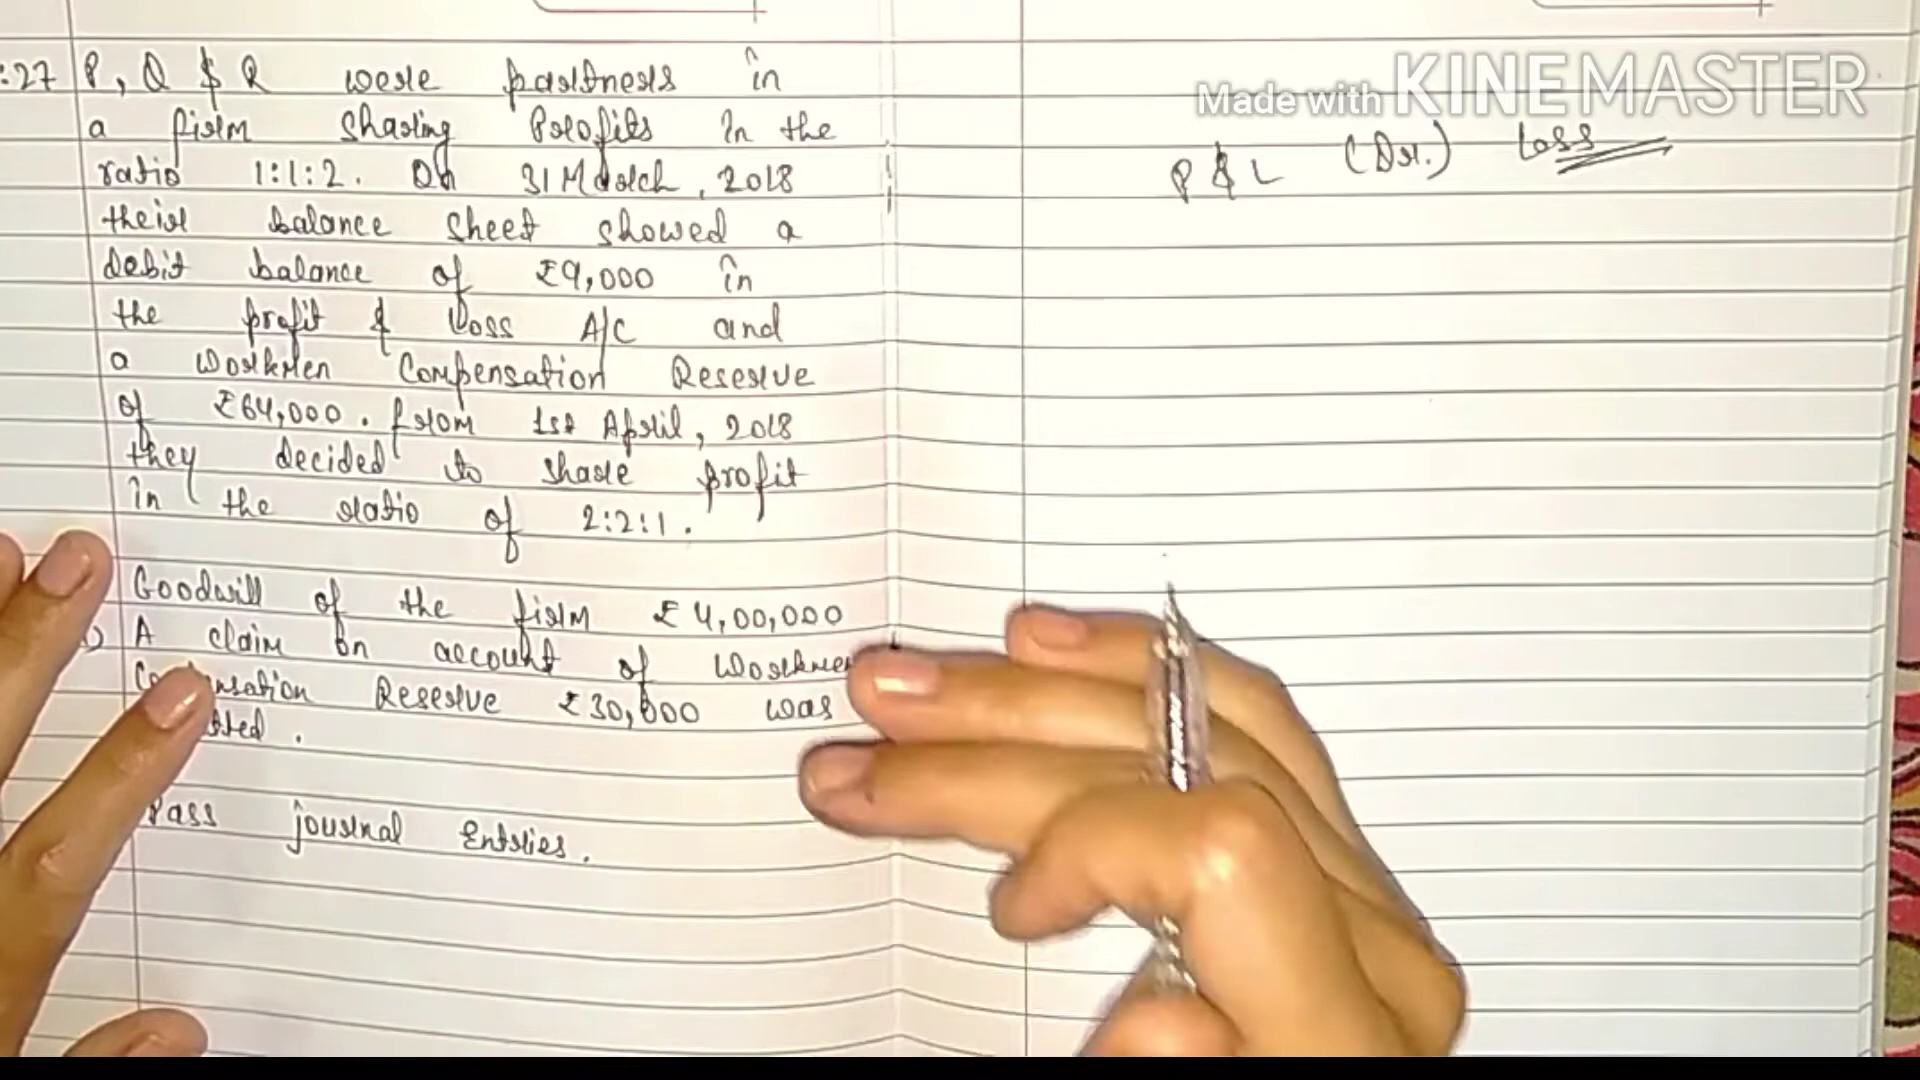 Made with KINEMASTER
:27 P, Q & R were partners in
a firm sharing Profits In the
ratio 1:1:2. On 31 March, 2018
their balance sheet showed a
debit balance of ₹9,000 in
the profit & Loss A/C and
a Workmen Compensation Reserve
of ₹64,000. from 1st April, 2018
they decided to share profit
in the ratio of 2:2:1.
Goodwill of the firm ₹4,00,000
) A claim on account of Workmen
Reserve ₹30,000 was
Pass journal Entries.
P & L (Dr.) Loss